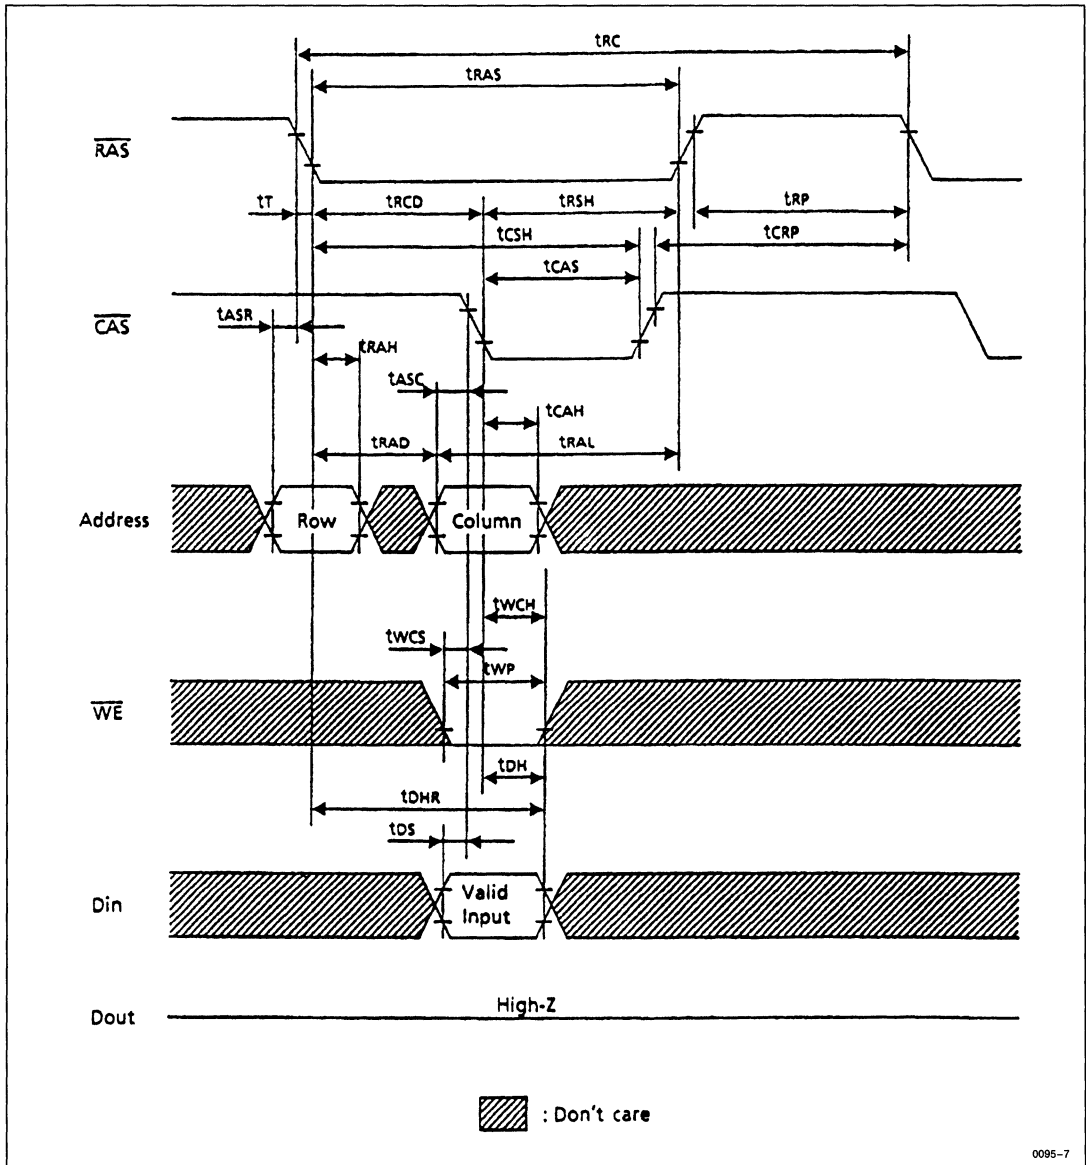 tRC
tRAS
RAS
tT
tRCD
tRSH
tRP
tCSH
tCRP
tCAS
CAS
tASR
tRAH
tASC
tCAH
tRAD
tRAL
Address
Row
Column
tWCH
tWCS
tWP
WE
tDH
tDHR
tDS
Din
Valid
Input
High-Z
Dout
: Don't care
0095-7